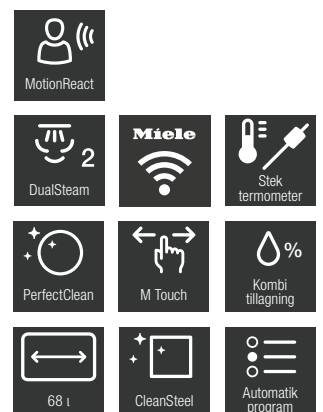 MotionReact
2
DualSteam
Miele
Stek
termometer
PerfectClean
M Touch
%
Kombi
tillagning
68 l
CleanSteel
Automatik
program